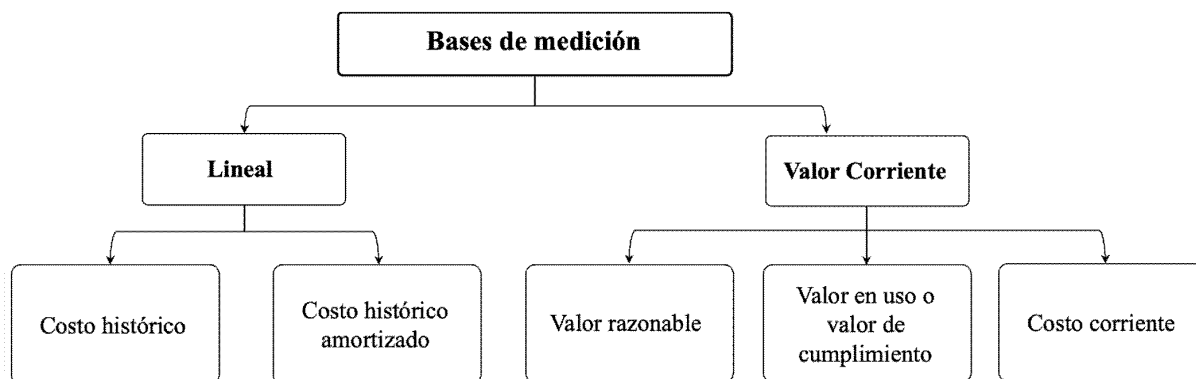 Bases de medición
Lineal
Valor Corriente
Costo histórico
Costo histórico
amortizado
Valor razonable
Valor en uso o
valor de
cumplimiento
Costo corriente